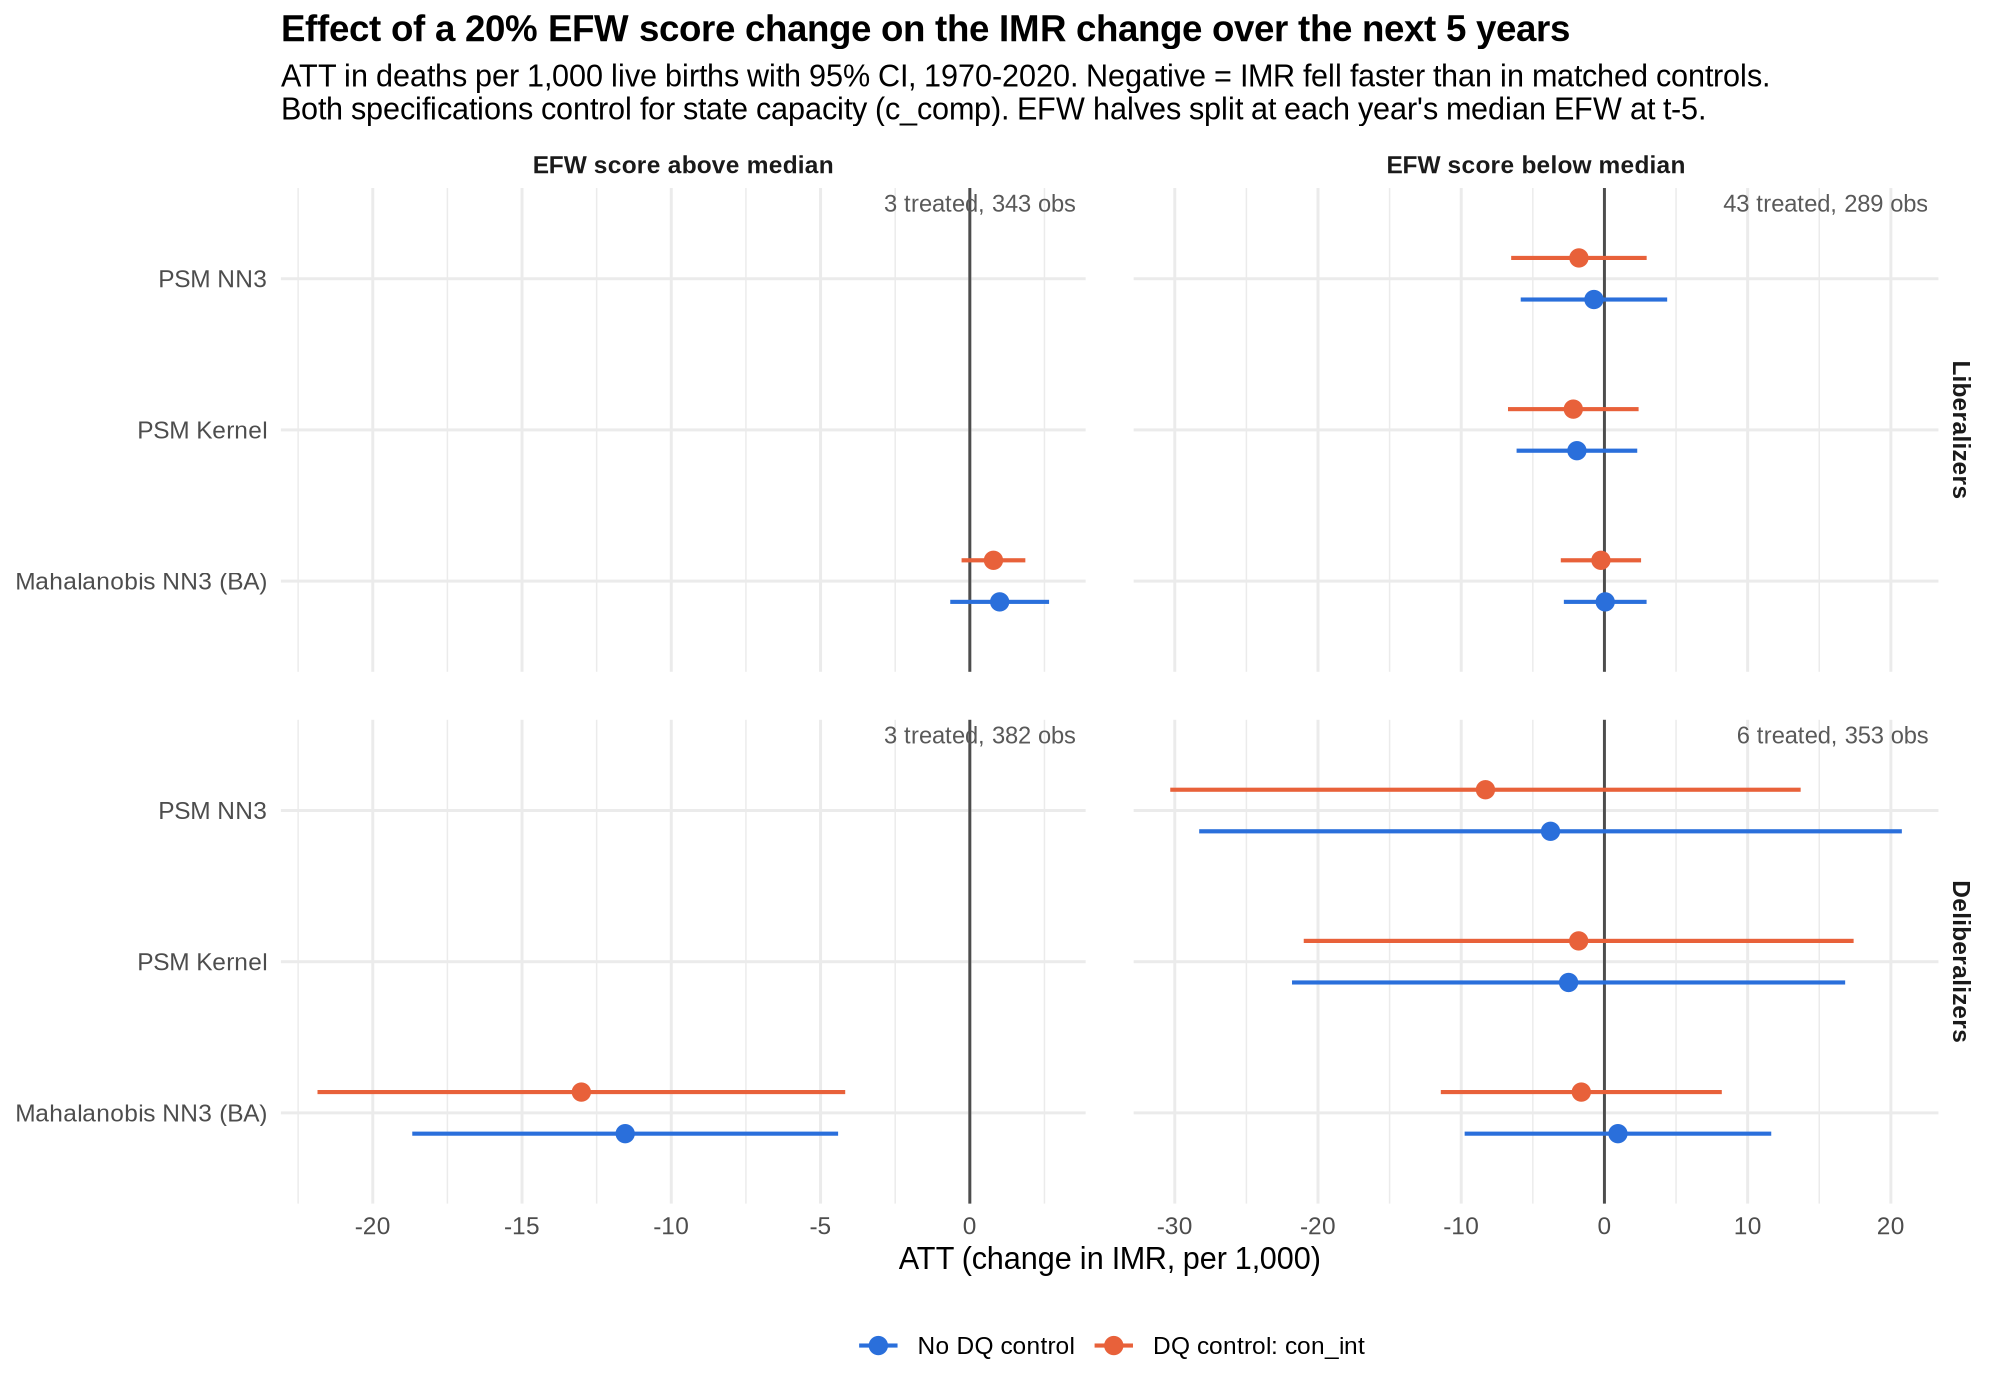 Effect of a 20% EFW score change on the IMR change over the next 5 years
ATT in deaths per 1,000 live births with 95% CI, 1970-2020. Negative = IMR fell faster than in matched controls.
Both specifications control for state capacity (c_comp). EFW halves split at each year's median EFW at t-5.
EFW score above median
EFW score below median
3 treated, 343 obs
43 treated, 289 obs
PSM NN3
PSM Kernel
Mahalanobis NN3 (BA)
Liberalizers
3 treated, 382 obs
6 treated, 353 obs
PSM NN3
PSM Kernel
Mahalanobis NN3 (BA)
Deliberalizers
-20 -15 -10 -5 0
-30 -20 -10 0 10 20
ATT (change in IMR, per 1,000)
No DQ control
DQ control: con_int